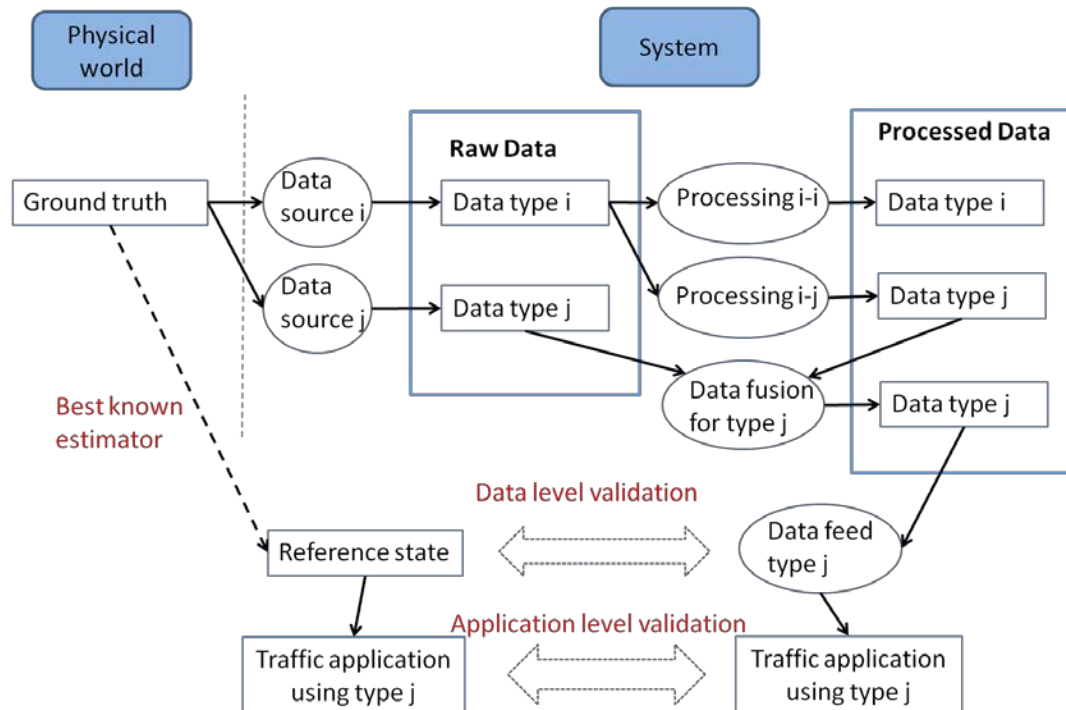 Physical
world
System
Raw Data
Processed Data
Ground truth
Data
source i
Data type i
Processing i-i
Data type i
Data
source j
Data type j
Processing i-j
Data type j
Data fusion
for type j
Data type j
Best known
estimator
Data level validation
Reference state
Data feed
type j
Application level validation
Traffic application
using type j
Traffic application
using type j